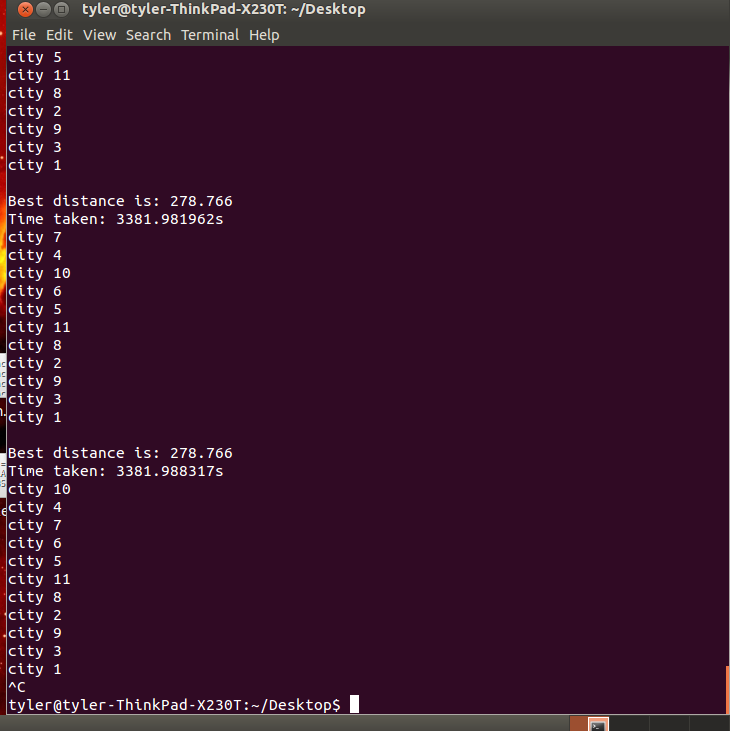 tyler@tyler-ThinkPad-X230T: ~/Desktop
File Edit View Search Terminal Help
city 5
city 11
city 8
city 2
city 9
city 3
city 1
Best distance is: 278.766
Time taken: 3381.981962s
city 7
city 4
city 10
city 6
city 5
city 11
city 8
city 2
city 9
city 3
city 1
Best distance is: 278.766
Time taken: 3381.988317s
city 10
city 4
city 7
city 6
city 5
city 11
city 8
city 2
city 9
city 3
city 1
^C
tyler@tyler-ThinkPad-X230T:~/Desktop$